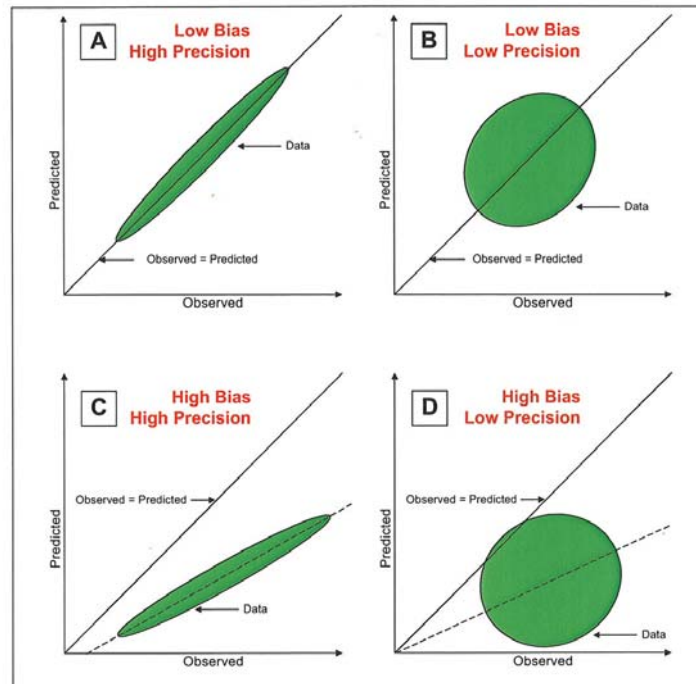 A
Low Bias
High Precision
Data
Observed = Predicted
Predicted
Observed
B
Low Bias
Low Precision
Data
Observed = Predicted
Predicted
Observed
C
High Bias
High Precision
Observed = Predicted
Data
Predicted
Observed
D
High Bias
Low Precision
Observed = Predicted
Data
Predicted
Observed